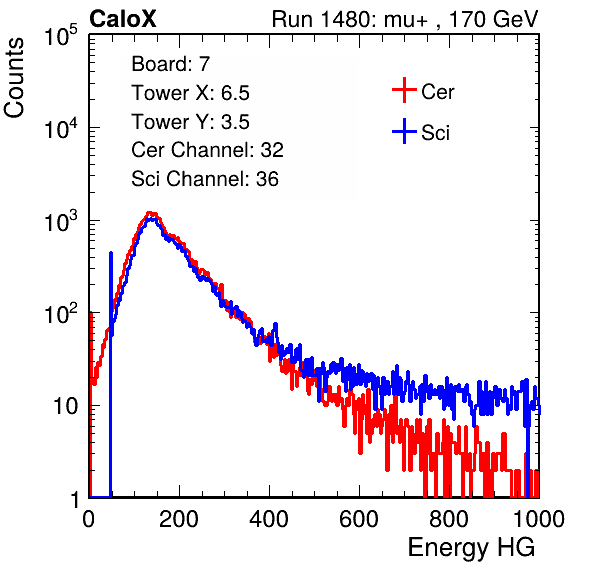 CaloX Run 1480: mu+ , 170 GeV
Counts
Board: 7
Tower X: 6.5
Tower Y: 3.5
Cer Channel: 32
Sci Channel: 36
Cer
Sci
10^5
10^4
10^3
10^2
10
1
0 200 400 600 800 1000
Energy HG